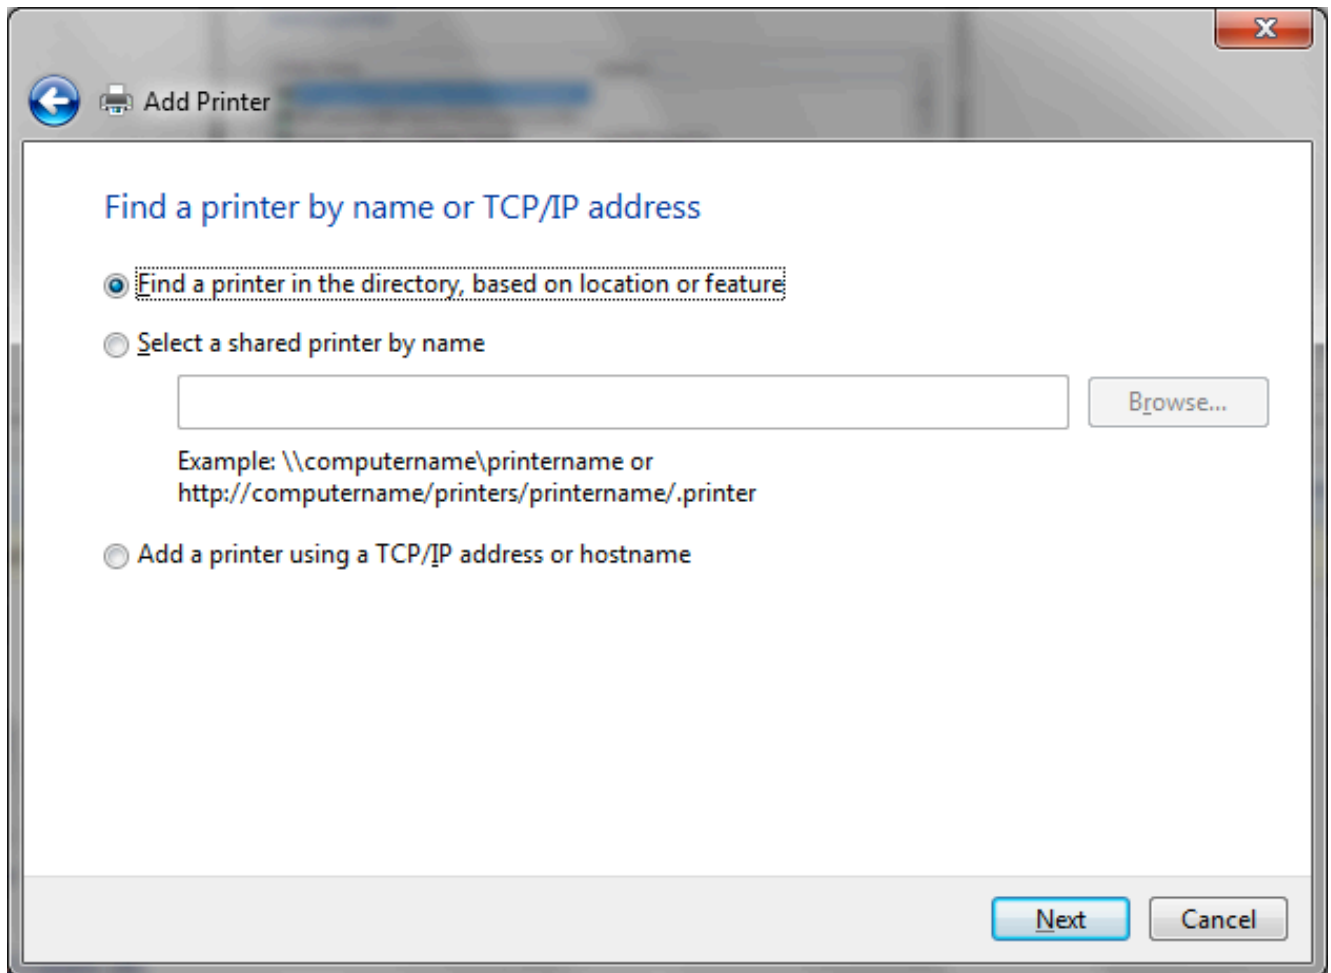 Add Printer
Find a printer by name or TCP/IP address
Find a printer in the directory, based on location or feature
Select a shared printer by name
Browse...
Example: \\computername\printername or
http://computername/printers/printername/.printer
Add a printer using a TCP/IP address or hostname
Next
Cancel